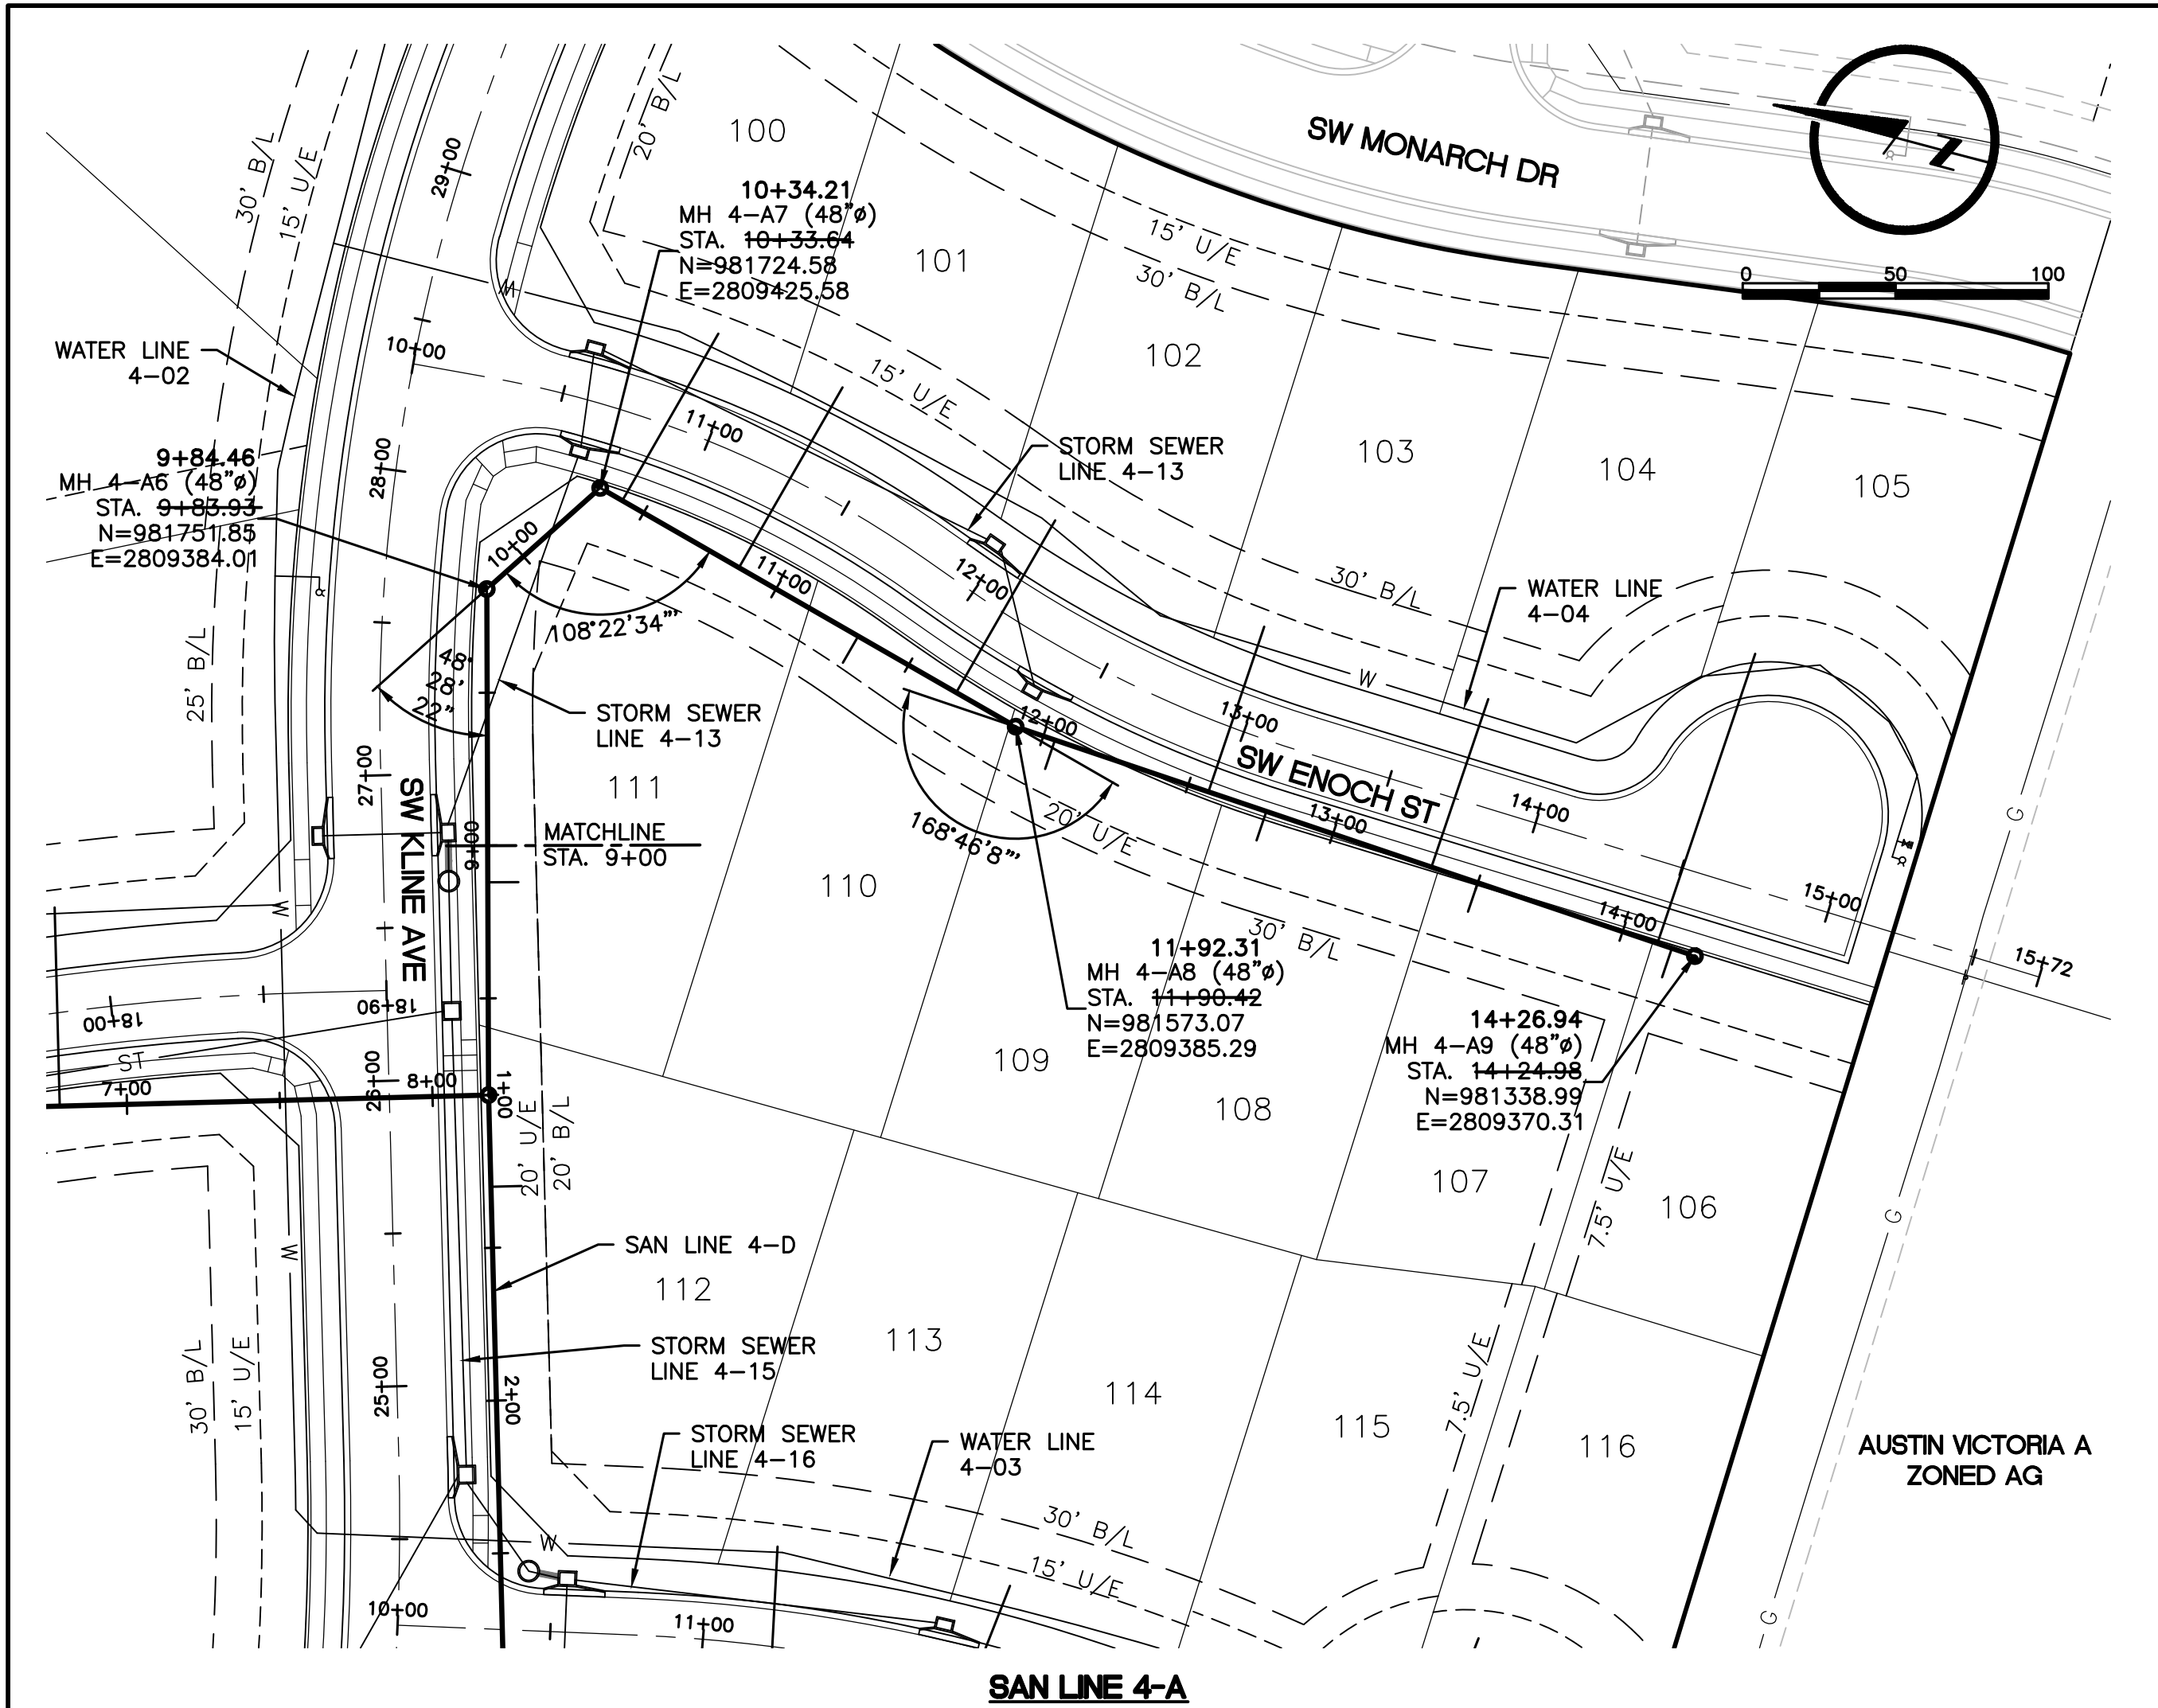 SW MONARCH DR
N
0 50 100
30' B/L
15' U/E
29+00
20' B/L
100
10+34.21
MH 4-A7 (48"ø)
STA. 10+33.64
N=981724.58
E=2809425.58
101
15' U/E
30' B/L
102
W
10+00
WATER LINE
4-02
15' U/E
11+00
STORM SEWER
LINE 4-13
103
104
105
28+00
9+84.46
MH 4-A6 (48"ø)
STA. 9+83.93
N=981751.85
E=2809384.01
10+00
11+00
12+00
30' B/L
WATER LINE
4-04
108°22'34"'
25' B/L
48°
28'
22"
STORM SEWER
LINE 4-13
W
12+00
13+00
SW ENOCH ST
27+00
SW KLINE AVE
111
MATCHLINE
STA. 9+00
9+00
168°46'8"'
20' U/E
13+00
14+00
G
110
W
30' B/L
14+00
15+00
15+72
11+92.31
MH 4-A8 (48"ø)
STA. 11+90.42
N=981573.07
E=2809385.29
14+26.94
MH 4-A9 (48"ø)
STA. 14+24.98
N=981338.99
E=2809370.31
18+00
18+90
ST
7+00
26+00
8+00
1+00
109
108
20' U/E
20' B/L
107
7.5' U/E
106
G
W
SAN LINE 4-D
112
30' B/L
15' U/E
25+00
STORM SEWER
LINE 4-15
2+00
113
114
7.5' U/E
115
116
STORM SEWER
LINE 4-16
WATER LINE
4-03
AUSTIN VICTORIA A
ZONED AG
W
30' B/L
15' U/E
10+00
11+00
G
SAN LINE 4-A